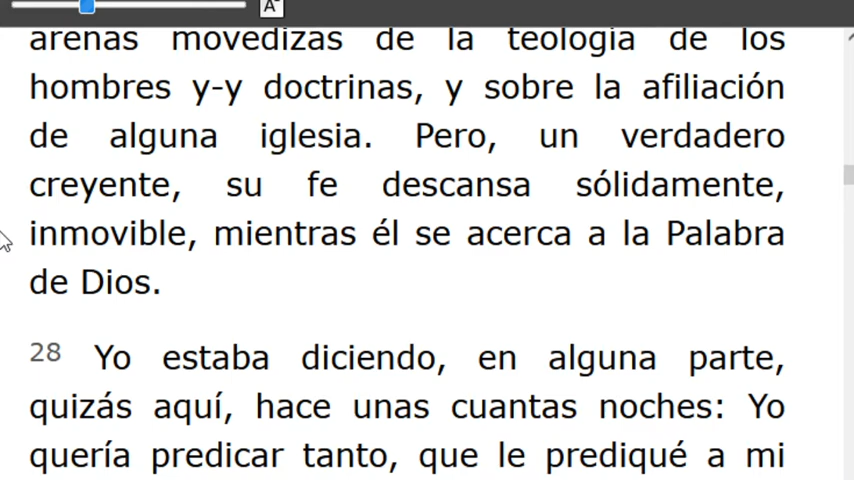 A
arenas movedizas de la teología de los
hombres y-y doctrinas, y sobre la afiliación
de alguna iglesia. Pero, un verdadero
creyente, su fe descansa sólidamente,
inmovible, mientras él se acerca a la Palabra
de Dios.
28 Yo estaba diciendo, en alguna parte,
quizás aquí, hace unas cuantas noches: Yo
quería predicar tanto, que le prediqué a mi